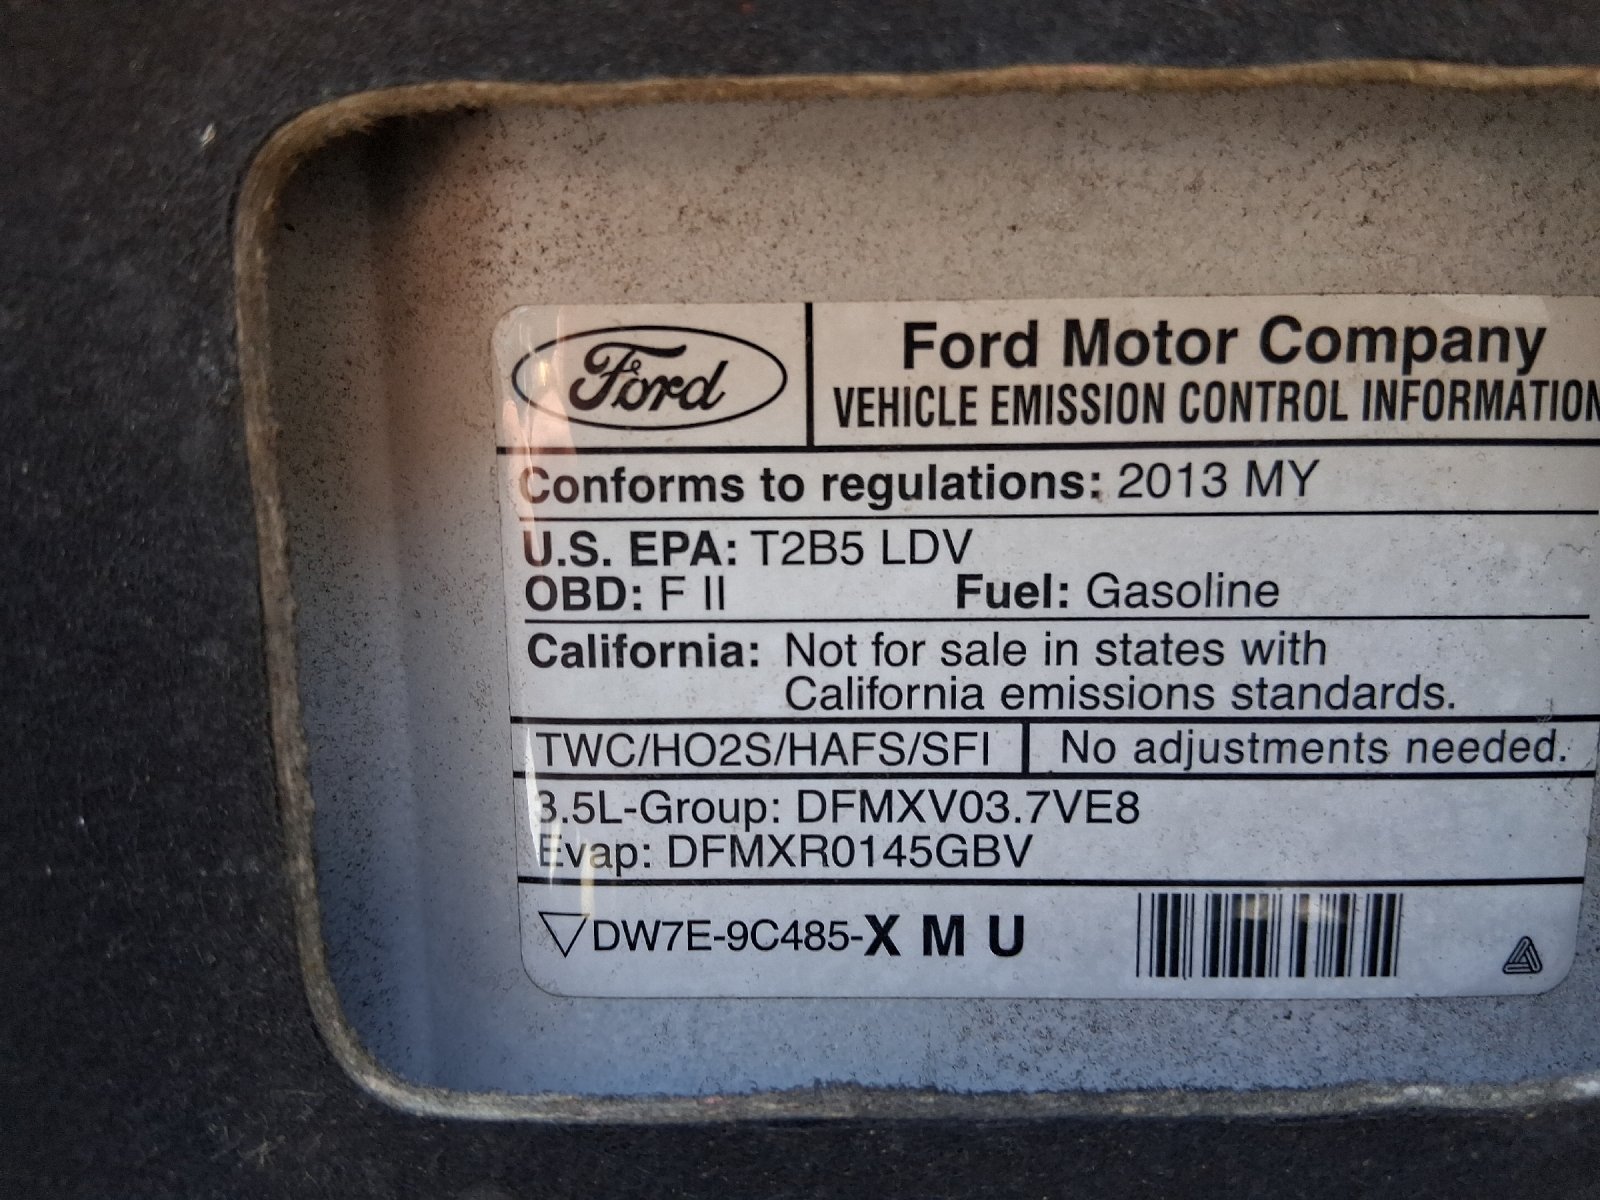 Ford
Ford Motor Company
VEHICLE EMISSION CONTROL INFORMATION
Conforms to regulations: 2013 MY
U.S. EPA: T2B5 LDV
OBD: F II Fuel: Gasoline
California: Not for sale in states with
California emissions standards.
TWC/HO2S/HAFS/SFI No adjustments needed.
3.5L-Group: DFMXV03.7VE8
Evap: DFMXR0145GBV
▽DW7E-9C485-X M U